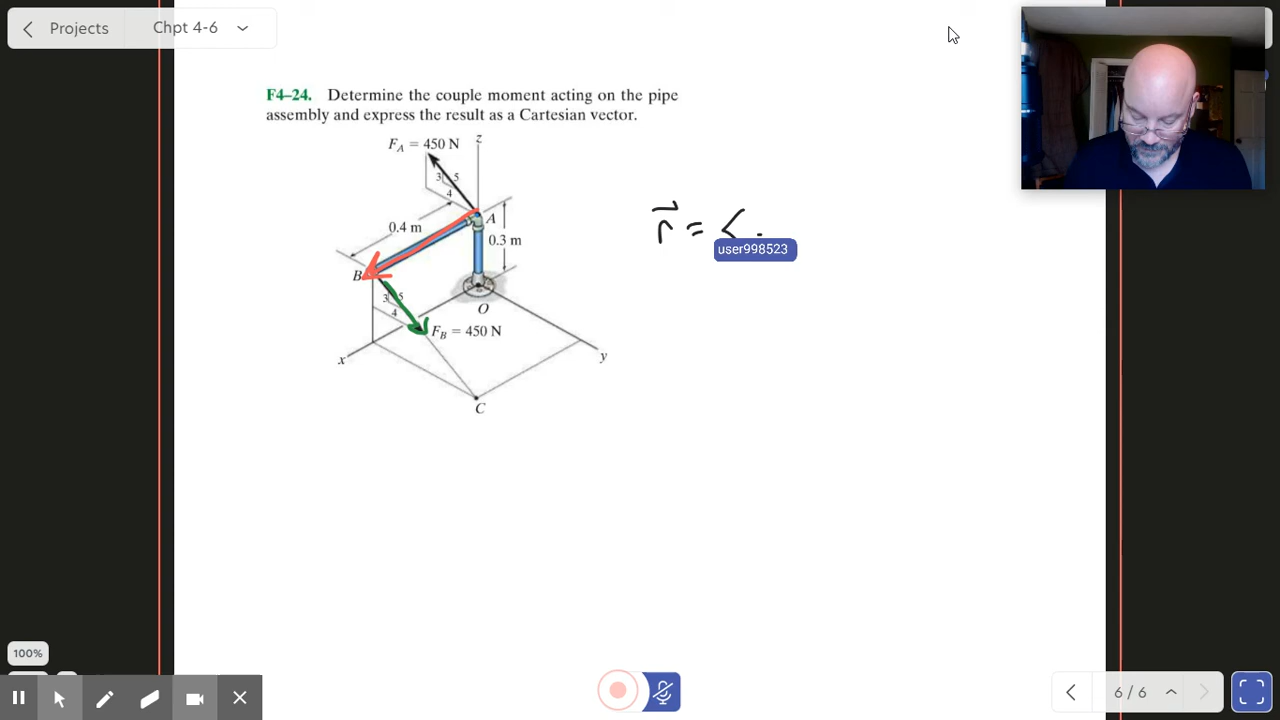 Projects
Chpt 4-6
F4–24. Determine the couple moment acting on the pipe
assembly and express the result as a Cartesian vector.
F_A = 450 N
z
3
5
4
A
0.4 m
0.3 m
B
3
5
4
O
F_B = 450 N
x
y
C
r⃗ = < .
user998523
100%
6 / 6